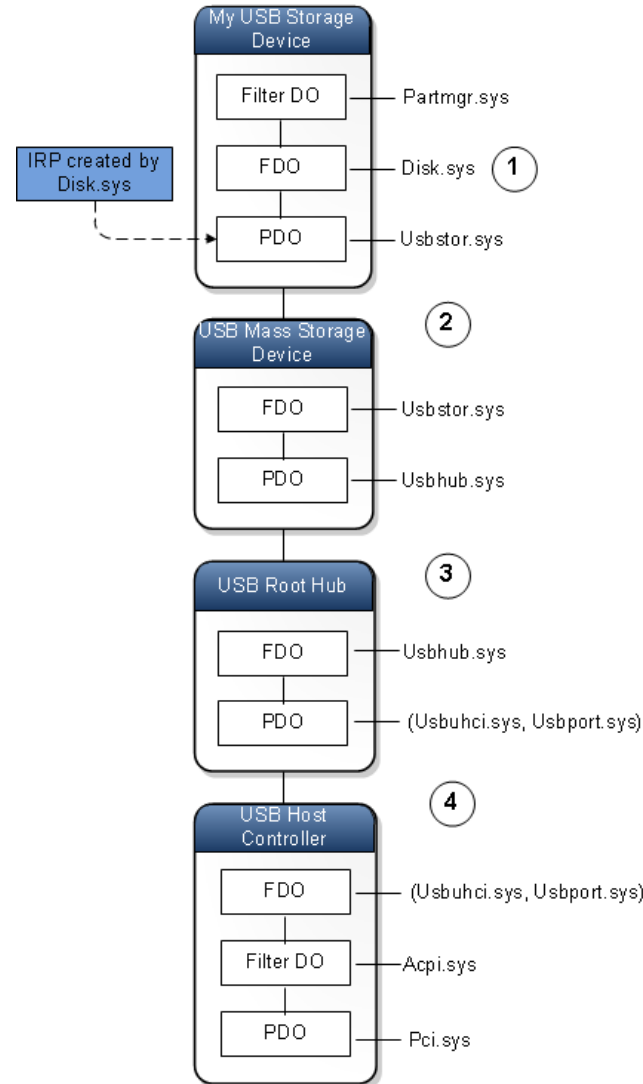 My USB Storage
Device
Filter DO
Partmgr.sys
IRP created by
Disk.sys
FDO
Disk.sys
1
PDO
Usbstor.sys
2
USB Mass Storage
Device
FDO
Usbstor.sys
PDO
Usbhub.sys
3
USB Root Hub
FDO
Usbhub.sys
PDO
(Usbuhci.sys, Usbport.sys)
4
USB Host
Controller
FDO
(Usbuhci.sys, Usbport.sys)
Filter DO
Acpi.sys
PDO
Pci.sys